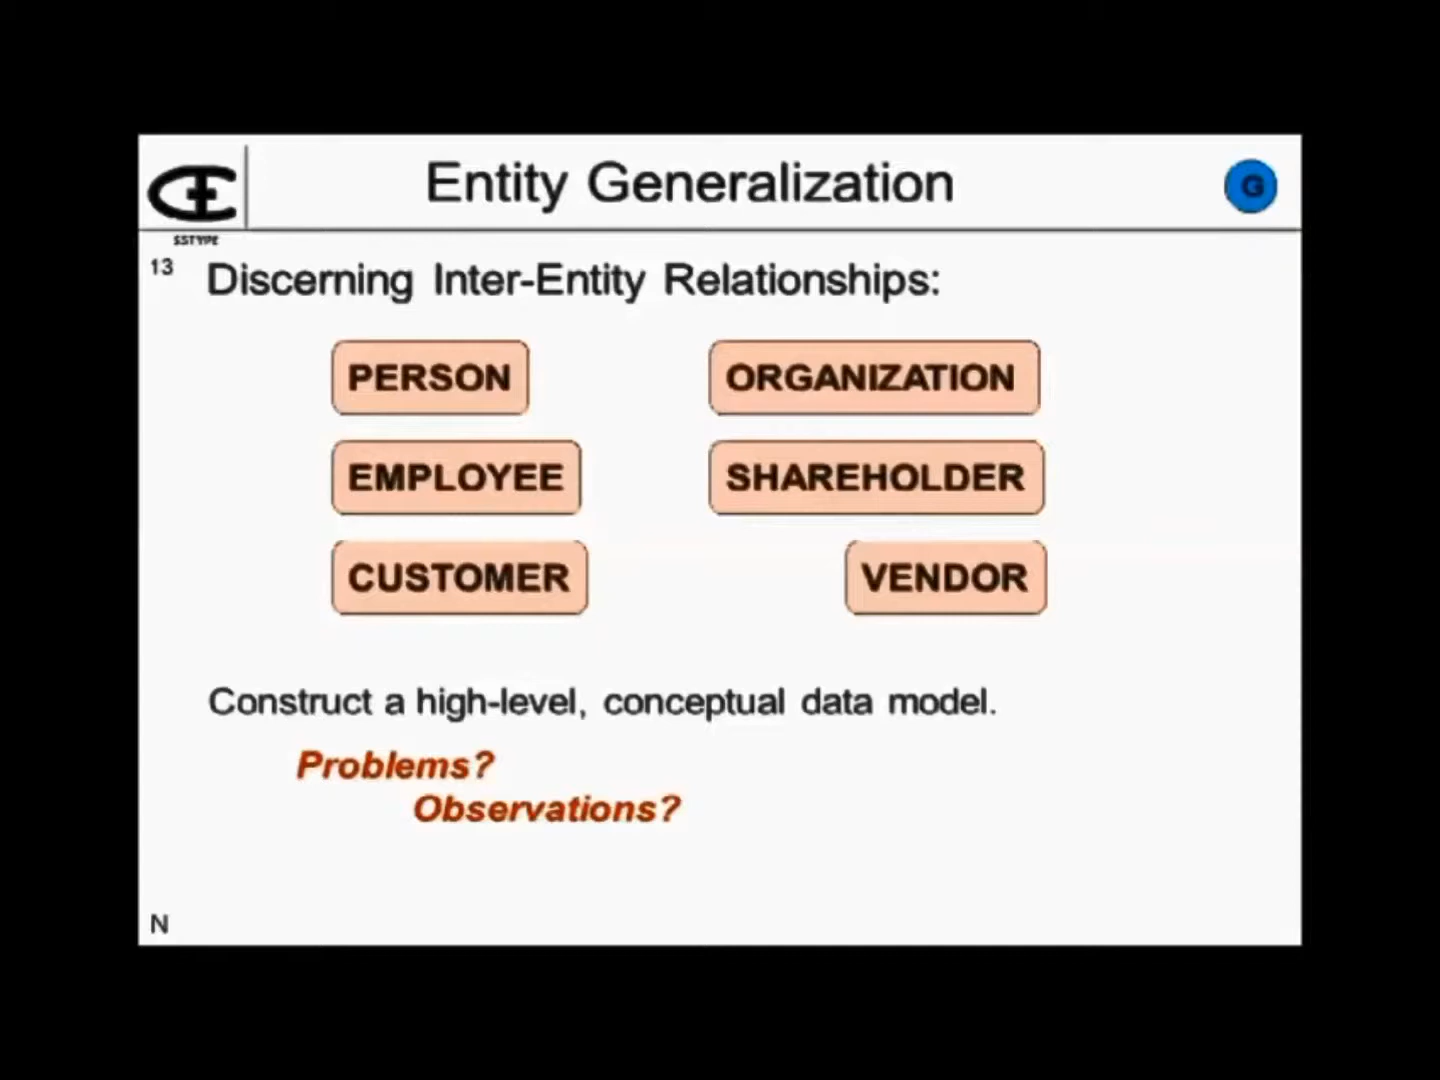 Entity Generalization
G
SSTYPE
13
Discerning Inter-Entity Relationships:
PERSON
ORGANIZATION
EMPLOYEE
SHAREHOLDER
CUSTOMER
VENDOR
Construct a high-level, conceptual data model.
Problems?
Observations?
N